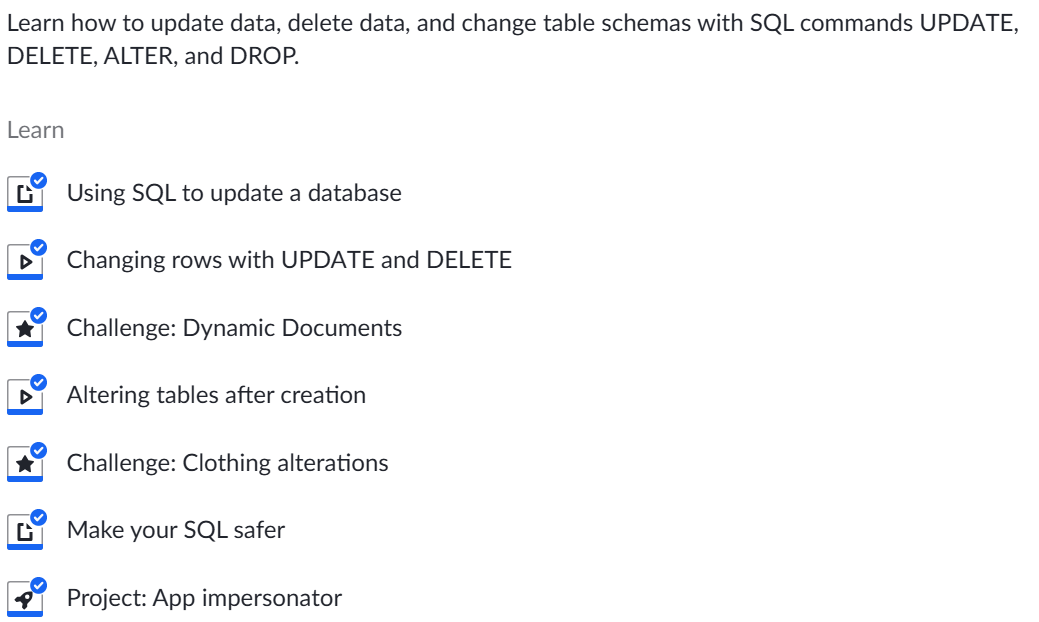 Learn how to update data, delete data, and change table schemas with SQL commands UPDATE,
DELETE, ALTER, and DROP.
Learn
Using SQL to update a database
Changing rows with UPDATE and DELETE
Challenge: Dynamic Documents
Altering tables after creation
Challenge: Clothing alterations
Make your SQL safer
Project: App impersonator